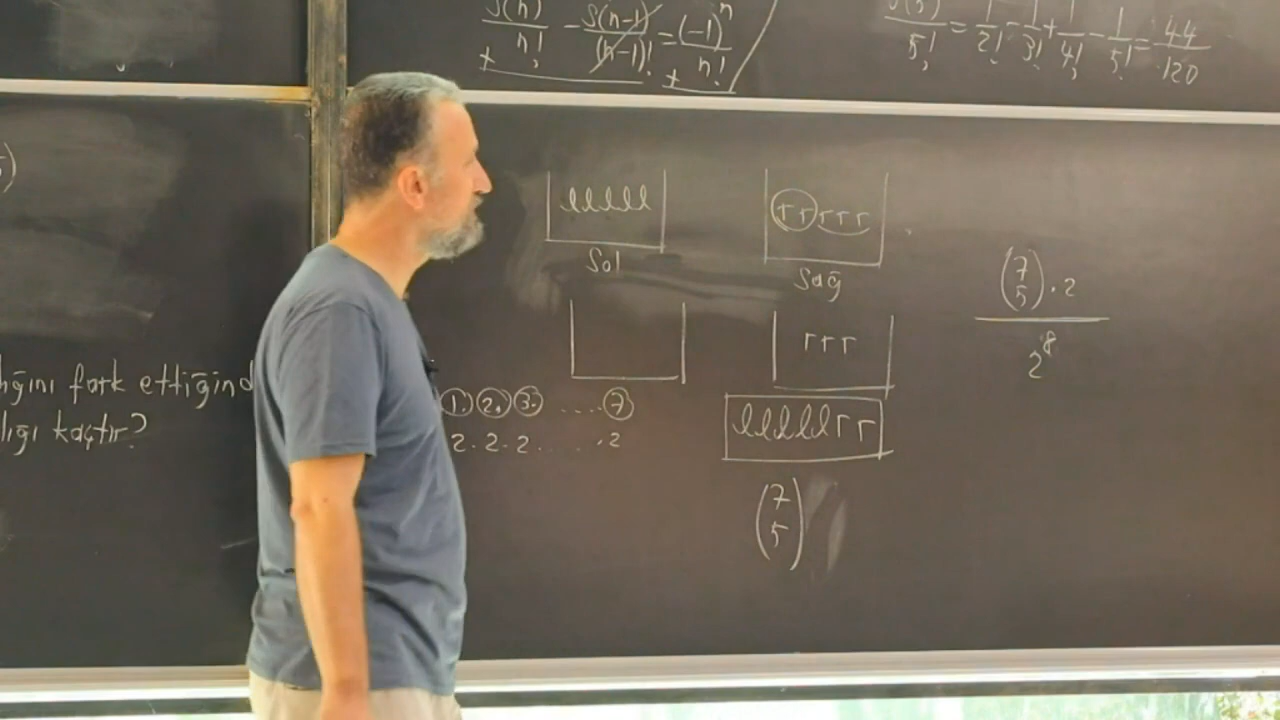 S(n)/n! - S(n-1)/(n-1)! = (-1)^n/n!
S(n)/5! = 1/2! - 1/3! + 1/4! - 1/5! = 44/120
)
lllll
rrrrr
Sol
Sağ
(7 5) . 2
2^8
rrr
ğını fark ettiğind
lığı kaçtır?
1. 2. 3. .... 7
2 . 2 . 2 . . . . . 2
lllllrr
(7 5)